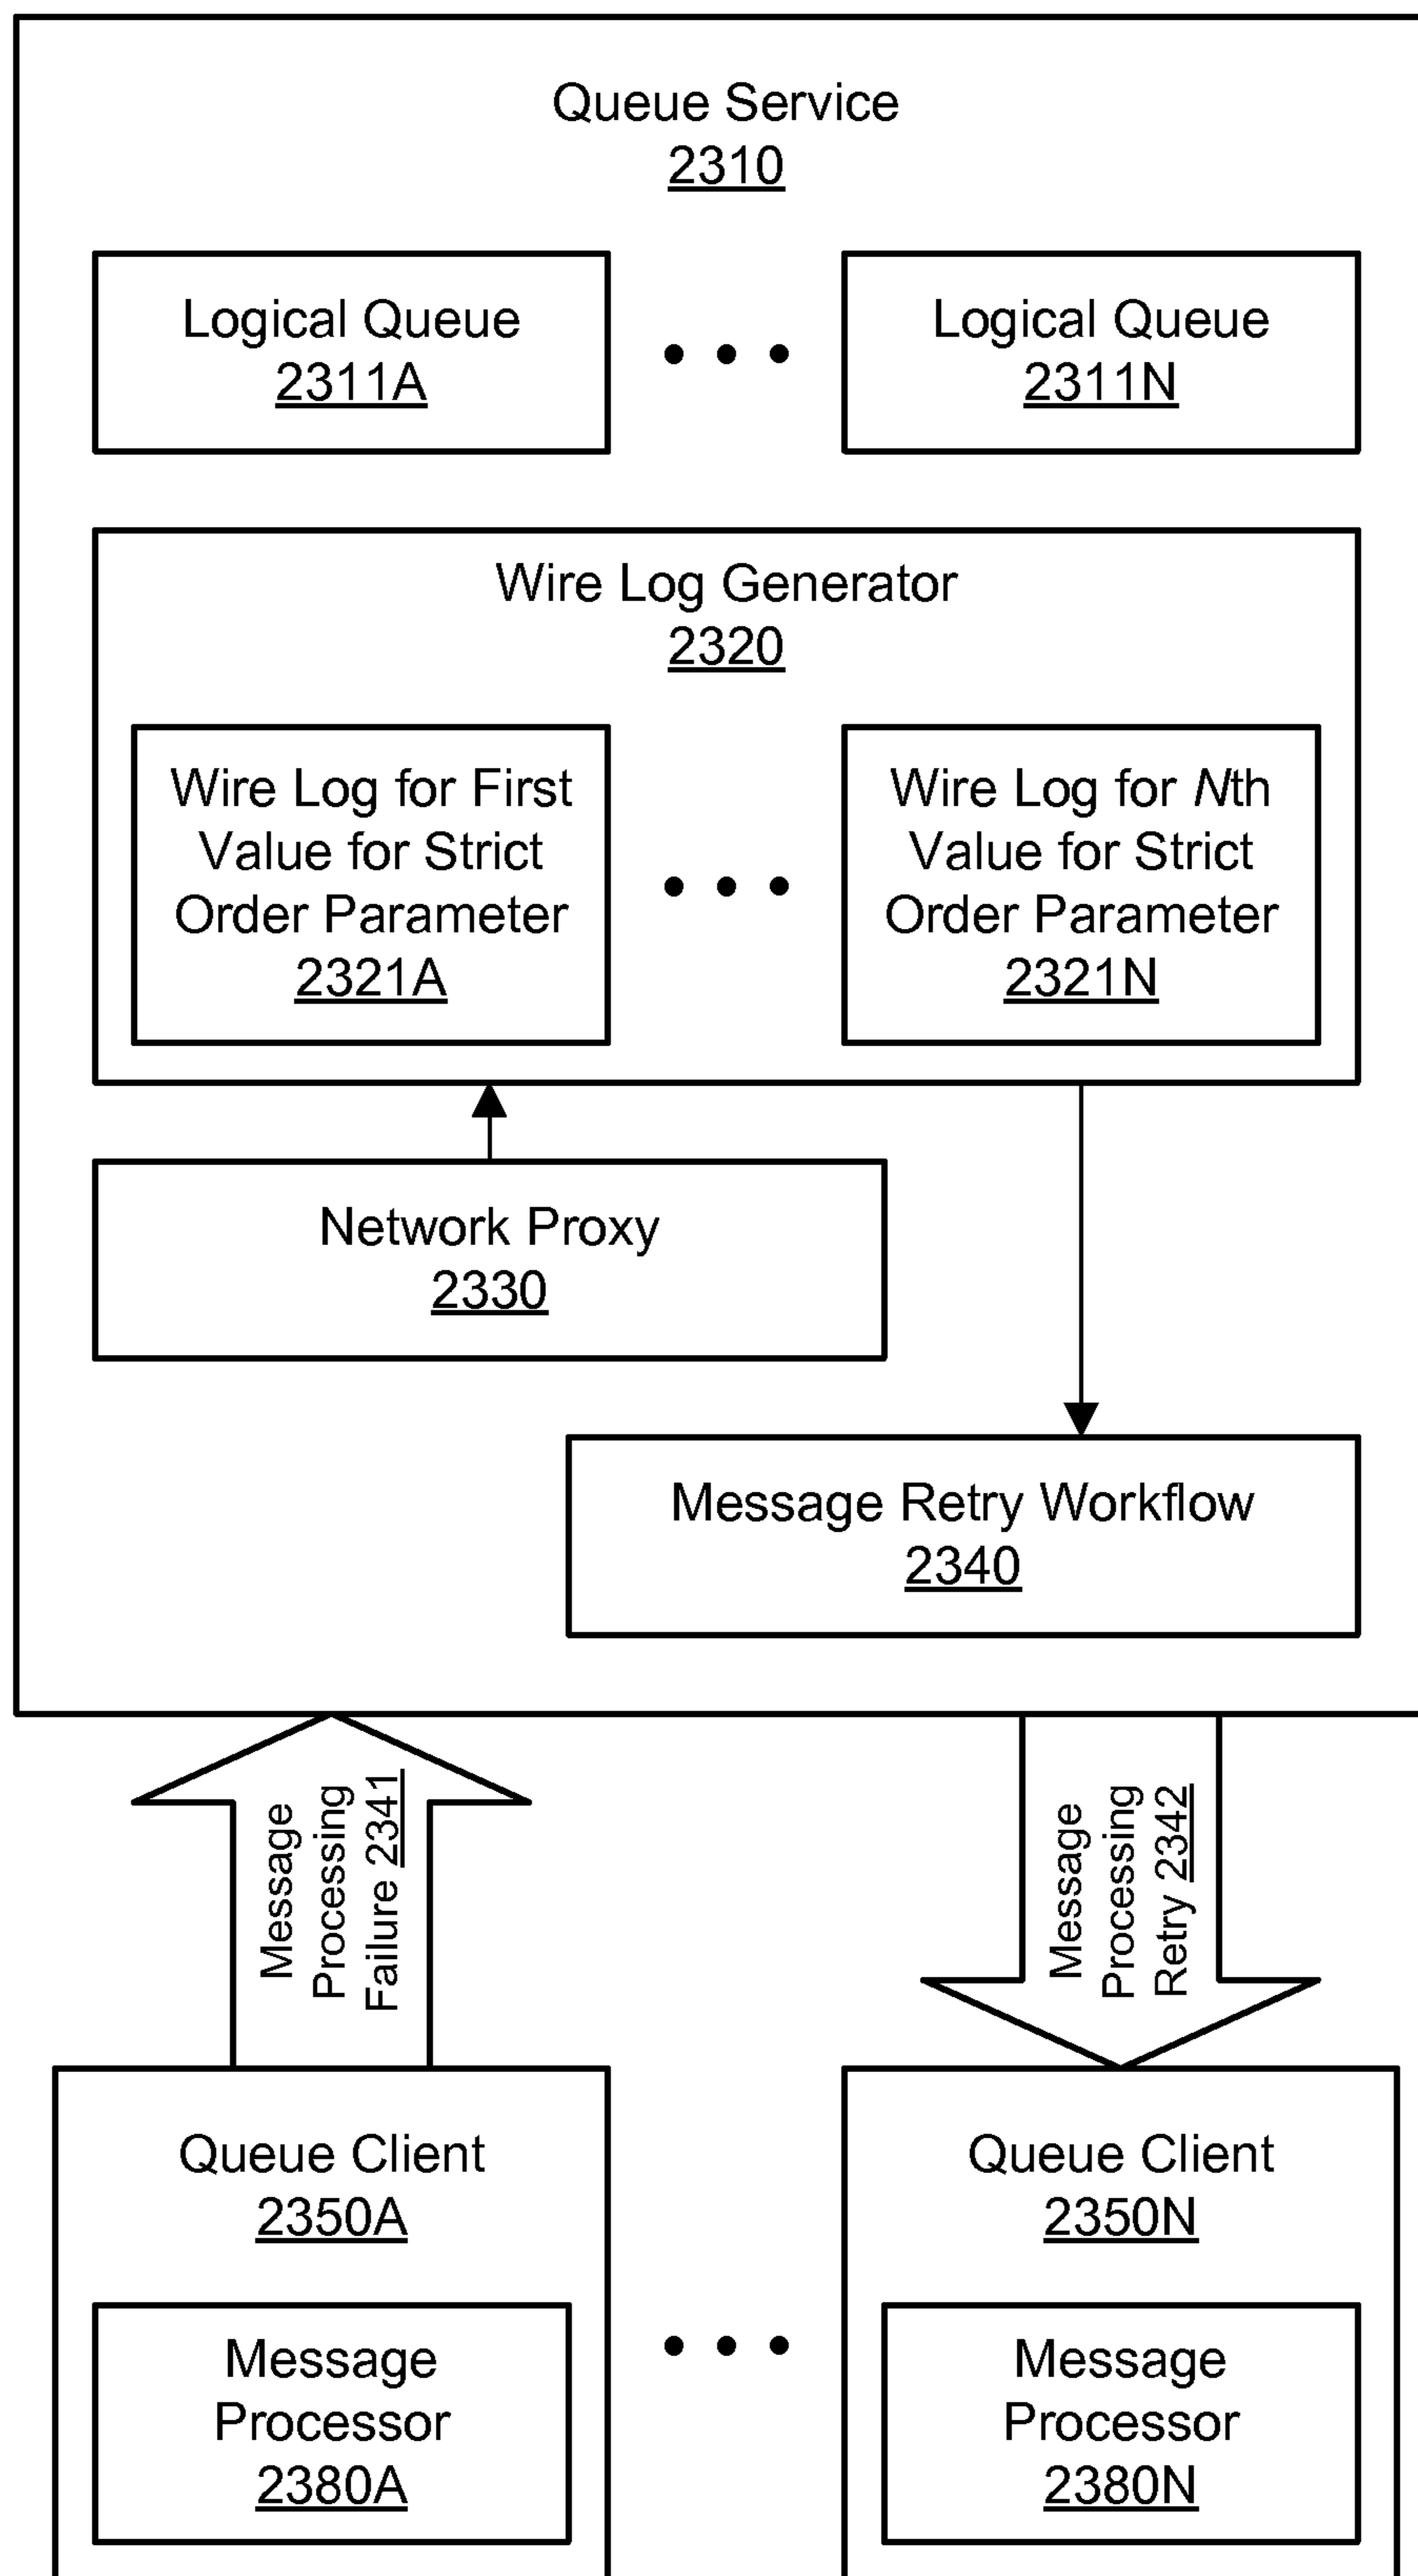 Queue Service
2310
Logical Queue
2311A
Logical Queue
2311N
Wire Log Generator
2320
Wire Log for First
Value for Strict
Order Parameter
2321A
Wire Log for Nth
Value for Strict
Order Parameter
2321N
Network Proxy
2330
Message Retry Workflow
2340
Message
Processing
Failure 2341
Message
Processing
Retry 2342
Queue Client
2350A
Message
Processor
2380A
Queue Client
2350N
Message
Processor
2380N